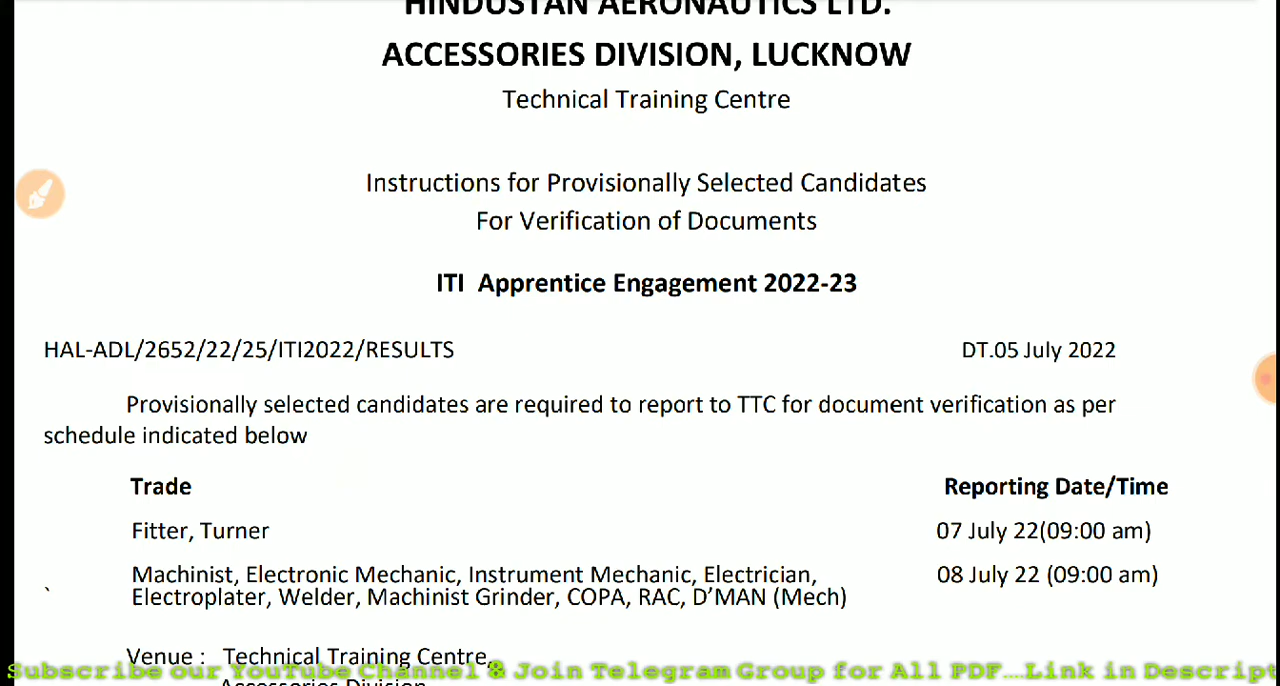 HINDUSTAN AERONAUTICS LTD.
ACCESSORIES DIVISION, LUCKNOW
Technical Training Centre
Instructions for Provisionally Selected Candidates
For Verification of Documents
ITI Apprentice Engagement 2022-23
HAL-ADL/2652/22/25/ITI2022/RESULTS DT.05 July 2022
Provisionally selected candidates are required to report to TTC for document verification as per
schedule indicated below
Trade Reporting Date/Time
Fitter, Turner 07 July 22(09:00 am)
Machinist, Electronic Mechanic, Instrument Mechanic, Electrician, 08 July 22 (09:00 am)
` Electroplater, Welder, Machinist Grinder, COPA, RAC, D’MAN (Mech)
Venue : Technical Training Centre,
Subscribe our YouTube Channel & Join Telegram Group for All PDF....Link in Descript
Accessories Division